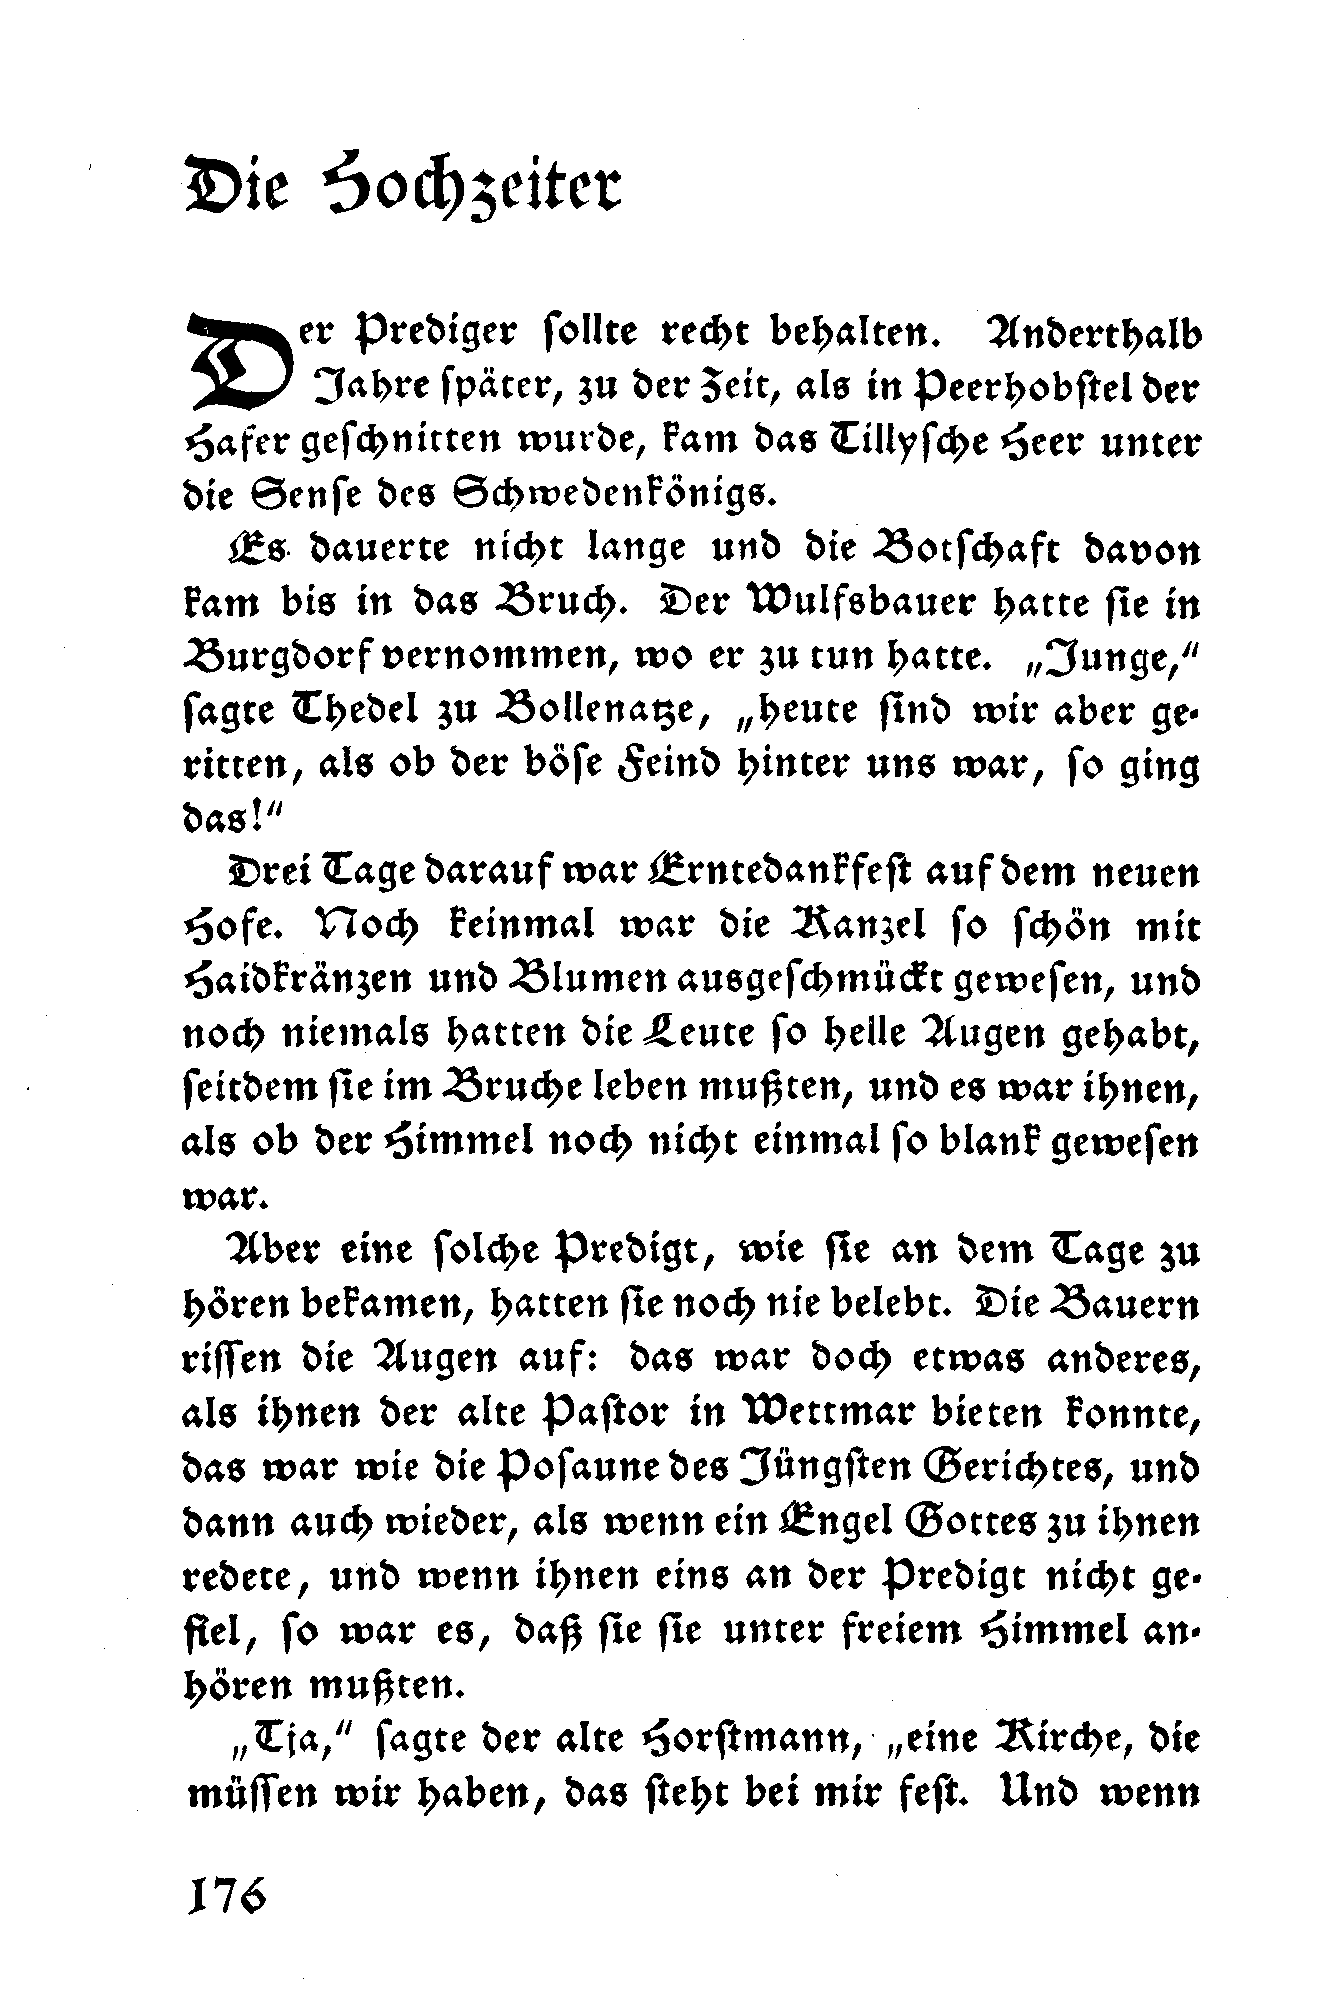 Die Hochzeiter
Der Prediger sollte recht behalten. Anderthalb
Jahre später, zu der Zeit, als in Peerhobstel der
Hafer geschnitten wurde, kam das Tillysche Heer unter
die Sense des Schwedenkönigs.
Es dauerte nicht lange und die Botschaft davon
kam bis in das Bruch. Der Wulfsbauer hatte sie in
Burgdorf vernommen, wo er zu tun hatte. „Junge,“
sagte Thedel zu Bollenatze, „heute sind wir aber ge-
ritten, als ob der böse Feind hinter uns war, so ging
das!“
Drei Tage darauf war Erntedankfest auf dem neuen
Hofe. Noch keinmal war die Kanzel so schön mit
Haidkränzen und Blumen ausgeschmückt gewesen, und
noch niemals hatten die Leute so helle Augen gehabt,
seitdem sie im Bruche leben mußten, und es war ihnen,
als ob der Himmel noch nicht einmal so blank gewesen
war.
Aber eine solche Predigt, wie sie an dem Tage zu
hören bekamen, hatten sie noch nie belebt. Die Bauern
rissen die Augen auf: das war doch etwas anderes,
als ihnen der alte Pastor in Wettmar bieten konnte,
das war wie die Posaune des Jüngsten Gerichtes, und
dann auch wieder, als wenn ein Engel Gottes zu ihnen
redete, und wenn ihnen eins an der Predigt nicht ge-
fiel, so war es, daß sie sie unter freiem Himmel an-
hören mußten.
„Tja,“ sagte der alte Horstmann, „eine Kirche, die
müssen wir haben, das steht bei mir fest. Und wenn
176